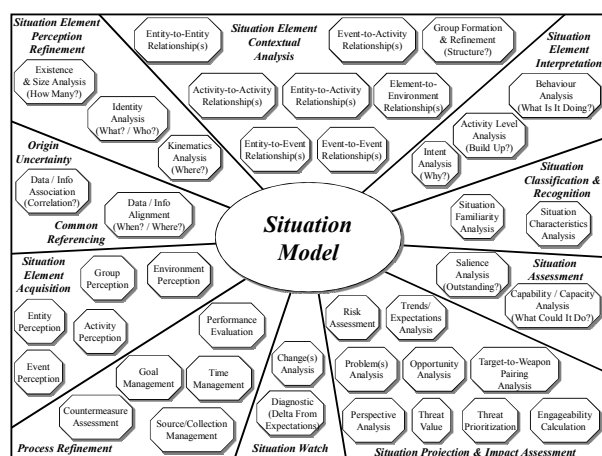 Situation Element
Perception
Refinement
Existence
& Size Analysis
(How Many?)
Identity
Analysis
(What? / Who?)
Kinematics
Analysis
(Where?)
Entity-to-Entity
Relationship(s)
Situation Element
Contextual
Analysis
Event-to-Activity
Relationship(s)
Group Formation
& Refinement
(Structure?)
Activity-to-Activity
Relationship(s)
Entity-to-Activity
Relationship(s)
Element-to-
Environment
Relationship(s)
Entity-to-Event
Relationship(s)
Event-to-Event
Relationship(s)
Situation
Element
Interpretation
Behaviour
Analysis
(What Is It Doing?)
Activity Level
Analysis
(Build Up?)
Intent
Analysis
(Why?)
Origin
Uncertainty
Data / Info
Association
(Correlation?)
Data / Info
Alignment
(When? / Where?)
Common
Referencing
Situation
Model
Situation
Classification &
Recognition
Situation
Familiarity
Analysis
Situation
Characteristics
Analysis
Situation
Element
Acquisition
Group
Perception
Environment
Perception
Entity
Perception
Activity
Perception
Event
Perception
Salience
Analysis
(Outstanding?)
Situation
Assessment
Capability / Capacity
Analysis
(What Could It Do?)
Performance
Evaluation
Goal
Management
Time
Management
Countermeasure
Assessment
Source/Collection
Management
Process Refinement
Change(s)
Analysis
Diagnostic
(Delta From
Expectations)
Situation Watch
Risk
Assessment
Trends/
Expectations
Analysis
Problem(s)
Analysis
Opportunity
Analysis
Target-to-Weapon
Pairing
Analysis
Perspective
Analysis
Threat
Value
Threat
Prioritization
Engageability
Calculation
Situation Projection & Impact Assessment